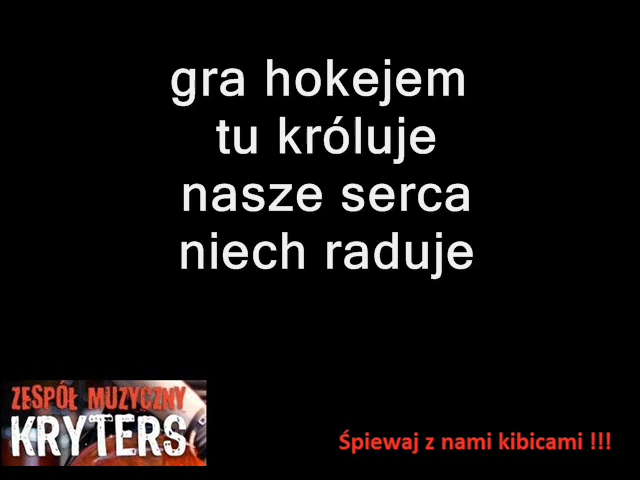 gra hokejem
tu króluje
nasze serca
niech raduje
ZESPÓŁ MUZYCZNY
KRYTERS
Śpiewaj z nami kibicami !!!